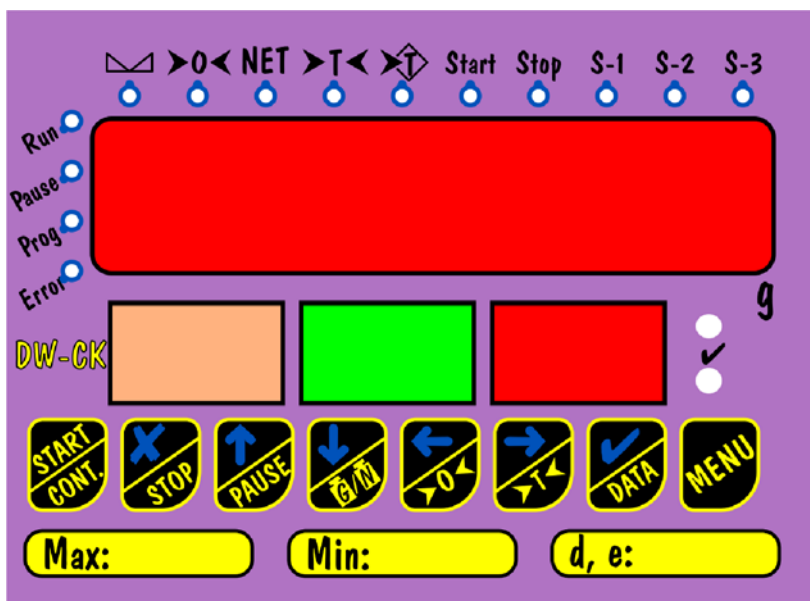 >0< NET >T< >T Start Stop S-1 S-2 S-3
Run
Pause
Prog
Error
g
DW-CK
START/CONT. STOP PAUSE G/N >0< >T< DATA MENU
Max: Min: d, e: